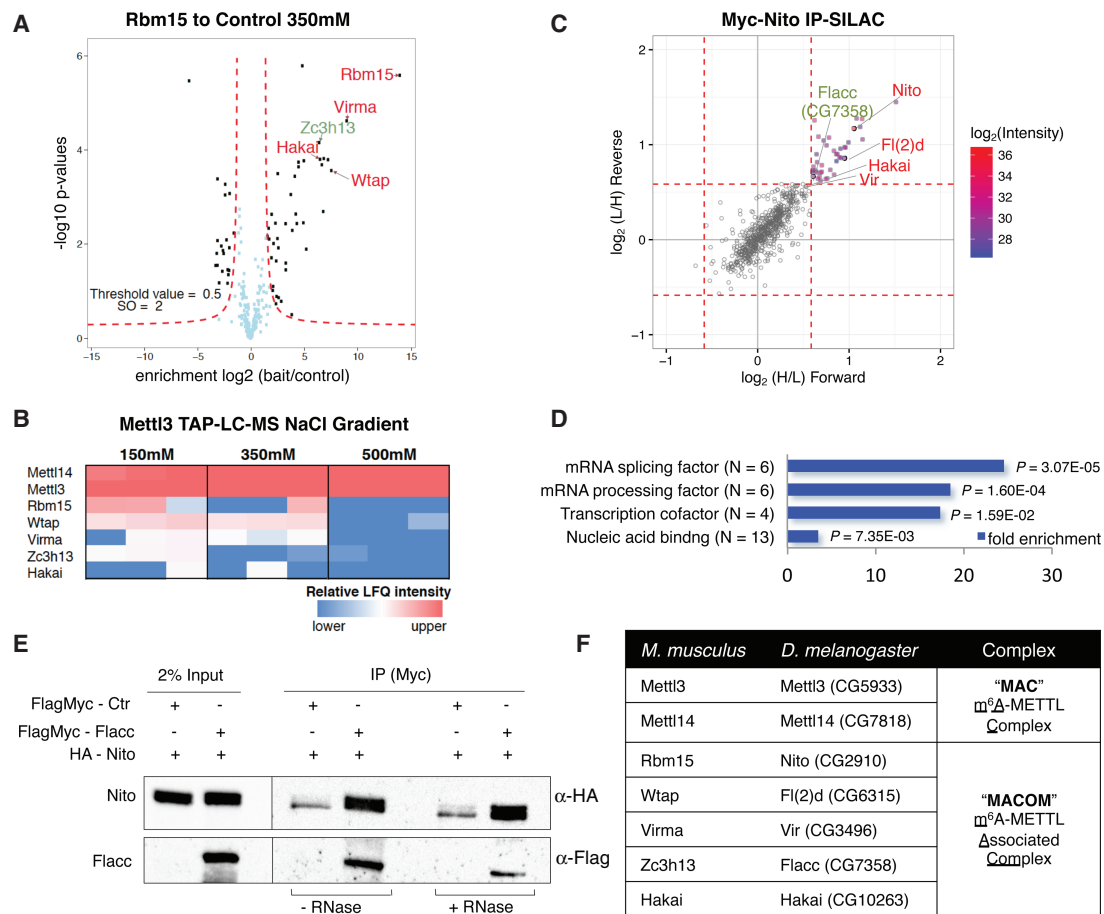 A
Rbm15 to Control 350mM
6
4
2
0
-log10 p-values
Rbm15
Virma
Zc3h13
Hakai
Wtap
Threshold value = 0.5
SO = 2
−15
−10
−5
0
5
10
15
enrichment log2 (bait/control)
B
Mettl3 TAP-LC-MS NaCl Gradient
150mM 350mM 500mM
Mettl14
Mettl3
Rbm15
Wtap
Virma
Zc3h13
Hakai
Relative LFQ intensity
lower upper
C
Myc-Nito IP-SILAC
2
1
0
−1
log2 (L/H) Reverse
Flacc
(CG7358)
Nito
Fl(2)d
Hakai
Vir
−1 0 1 2
log2 (H/L) Forward
log2(Intensity)
36
34
32
30
28
D
mRNA splicing factor (N = 6) P = 3.07E-05
mRNA processing factor (N = 6) P = 1.60E-04
Transcription cofactor (N = 4) P = 1.59E-02
Nucleic acid bindng (N = 13) P = 7.35E-03
fold enrichment
0 10 20 30
E
2% Input IP (Myc)
FlagMyc - Ctr + - + - + -
FlagMyc - Flacc - + - + - +
HA - Nito + + + + + +
Nito α-HA
Flacc α-Flag
- RNase + RNase
F
M. musculus D. melanogaster Complex
Mettl3 Mettl3 (CG5933)
Mettl14 Mettl14 (CG7818)
“MAC”
m6A-METTL
Complex
Rbm15 Nito (CG2910)
Wtap Fl(2)d (CG6315)
Virma Vir (CG3496)
Zc3h13 Flacc (CG7358)
Hakai Hakai (CG10263)
“MACOM”
m6A-METTL
Associated
Complex